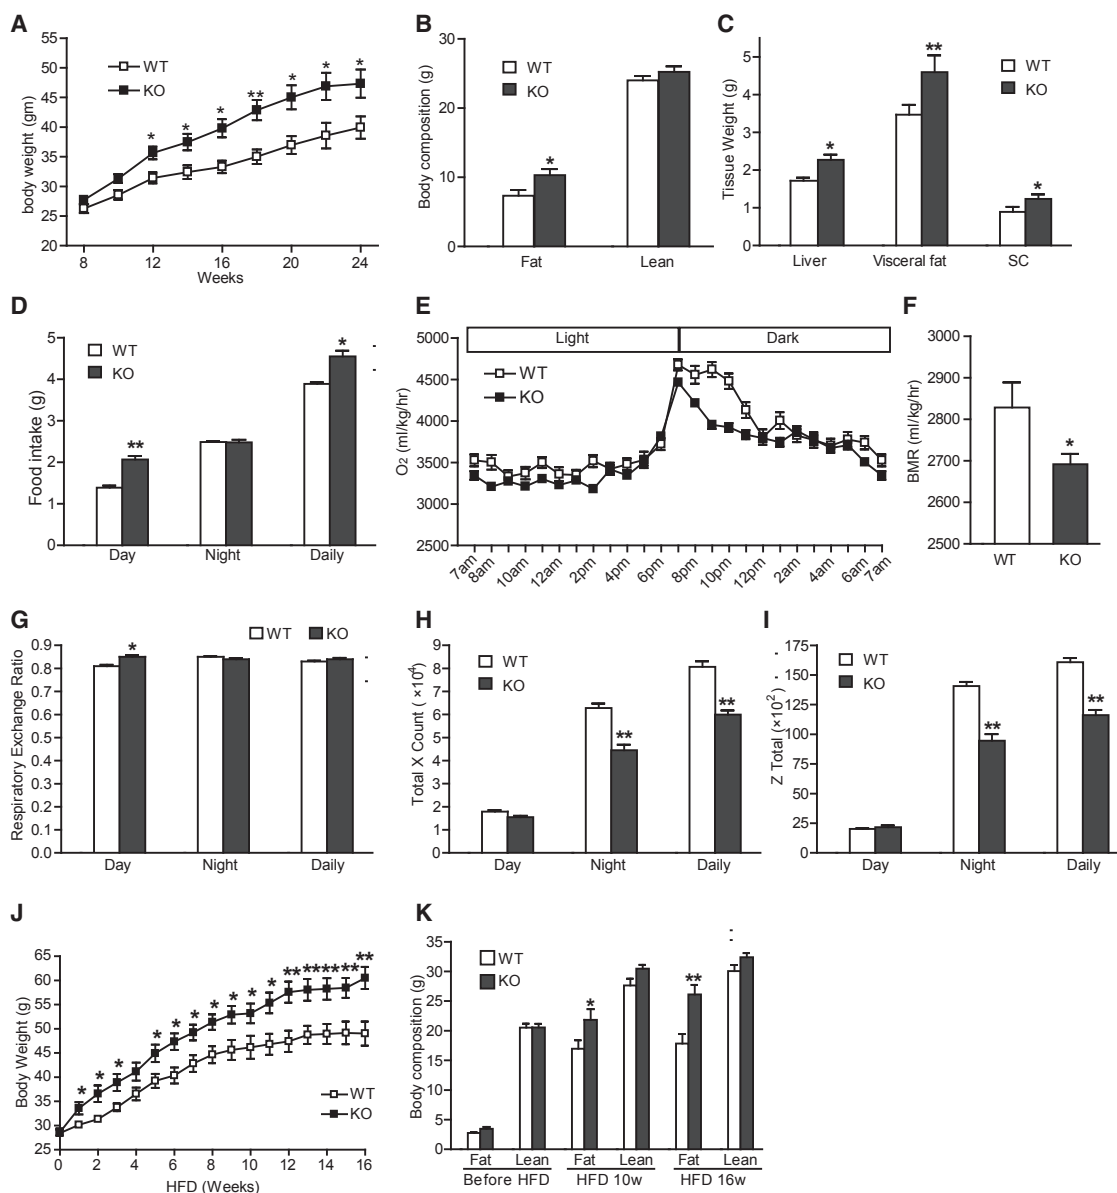 A
body weight (gm)
55
50
45
40
35
30
25
20
WT
KO
* * * ** * * *
8 12 16 20 24
Weeks
B
Body composition (g)
30
20
10
0
WT
KO
*
Fat Lean
C
Tissue Weight (g)
5
4
3
2
1
0
WT
KO
* ** *
Liver Visceral fat SC
D
Food intake (g)
5
4
3
2
1
0
WT
KO
** *
Day Night Daily
E
O2 (ml/kg/hr)
5000
4500
4000
3500
3000
2500
Light Dark
WT
KO
7am 8am 10am 12am 2pm 4pm 6pm 8pm 10pm 12pm 2am 4am 6am 7am
F
BMR (ml/kg/hr)
3000
2900
2800
2700
2600
2500
*
WT KO
G
Respiratory Exchange Ratio
0.9
0.8
0.7
0.6
0.5
0.4
0.3
0.2
0.1
0.0
WT KO
*
Day Night Daily
H
Total X Count (×10⁴)
9
8
7
6
5
4
3
2
1
0
WT
KO
** **
Day Night Daily
I
Z Total (×10²)
175
150
125
100
75
50
25
0
WT
KO
** **
Day Night Daily
J
Body Weight (g)
65
60
55
50
45
40
35
30
25
* * * * * * * * * * ** ** ** ** **
WT
KO
0 2 4 6 8 10 12 14 16
HFD (Weeks)
K
Body composition (g)
35
30
25
20
15
10
5
0
WT
KO
* **
Fat Lean Fat Lean Fat Lean
Before HFD HFD 10w HFD 16w